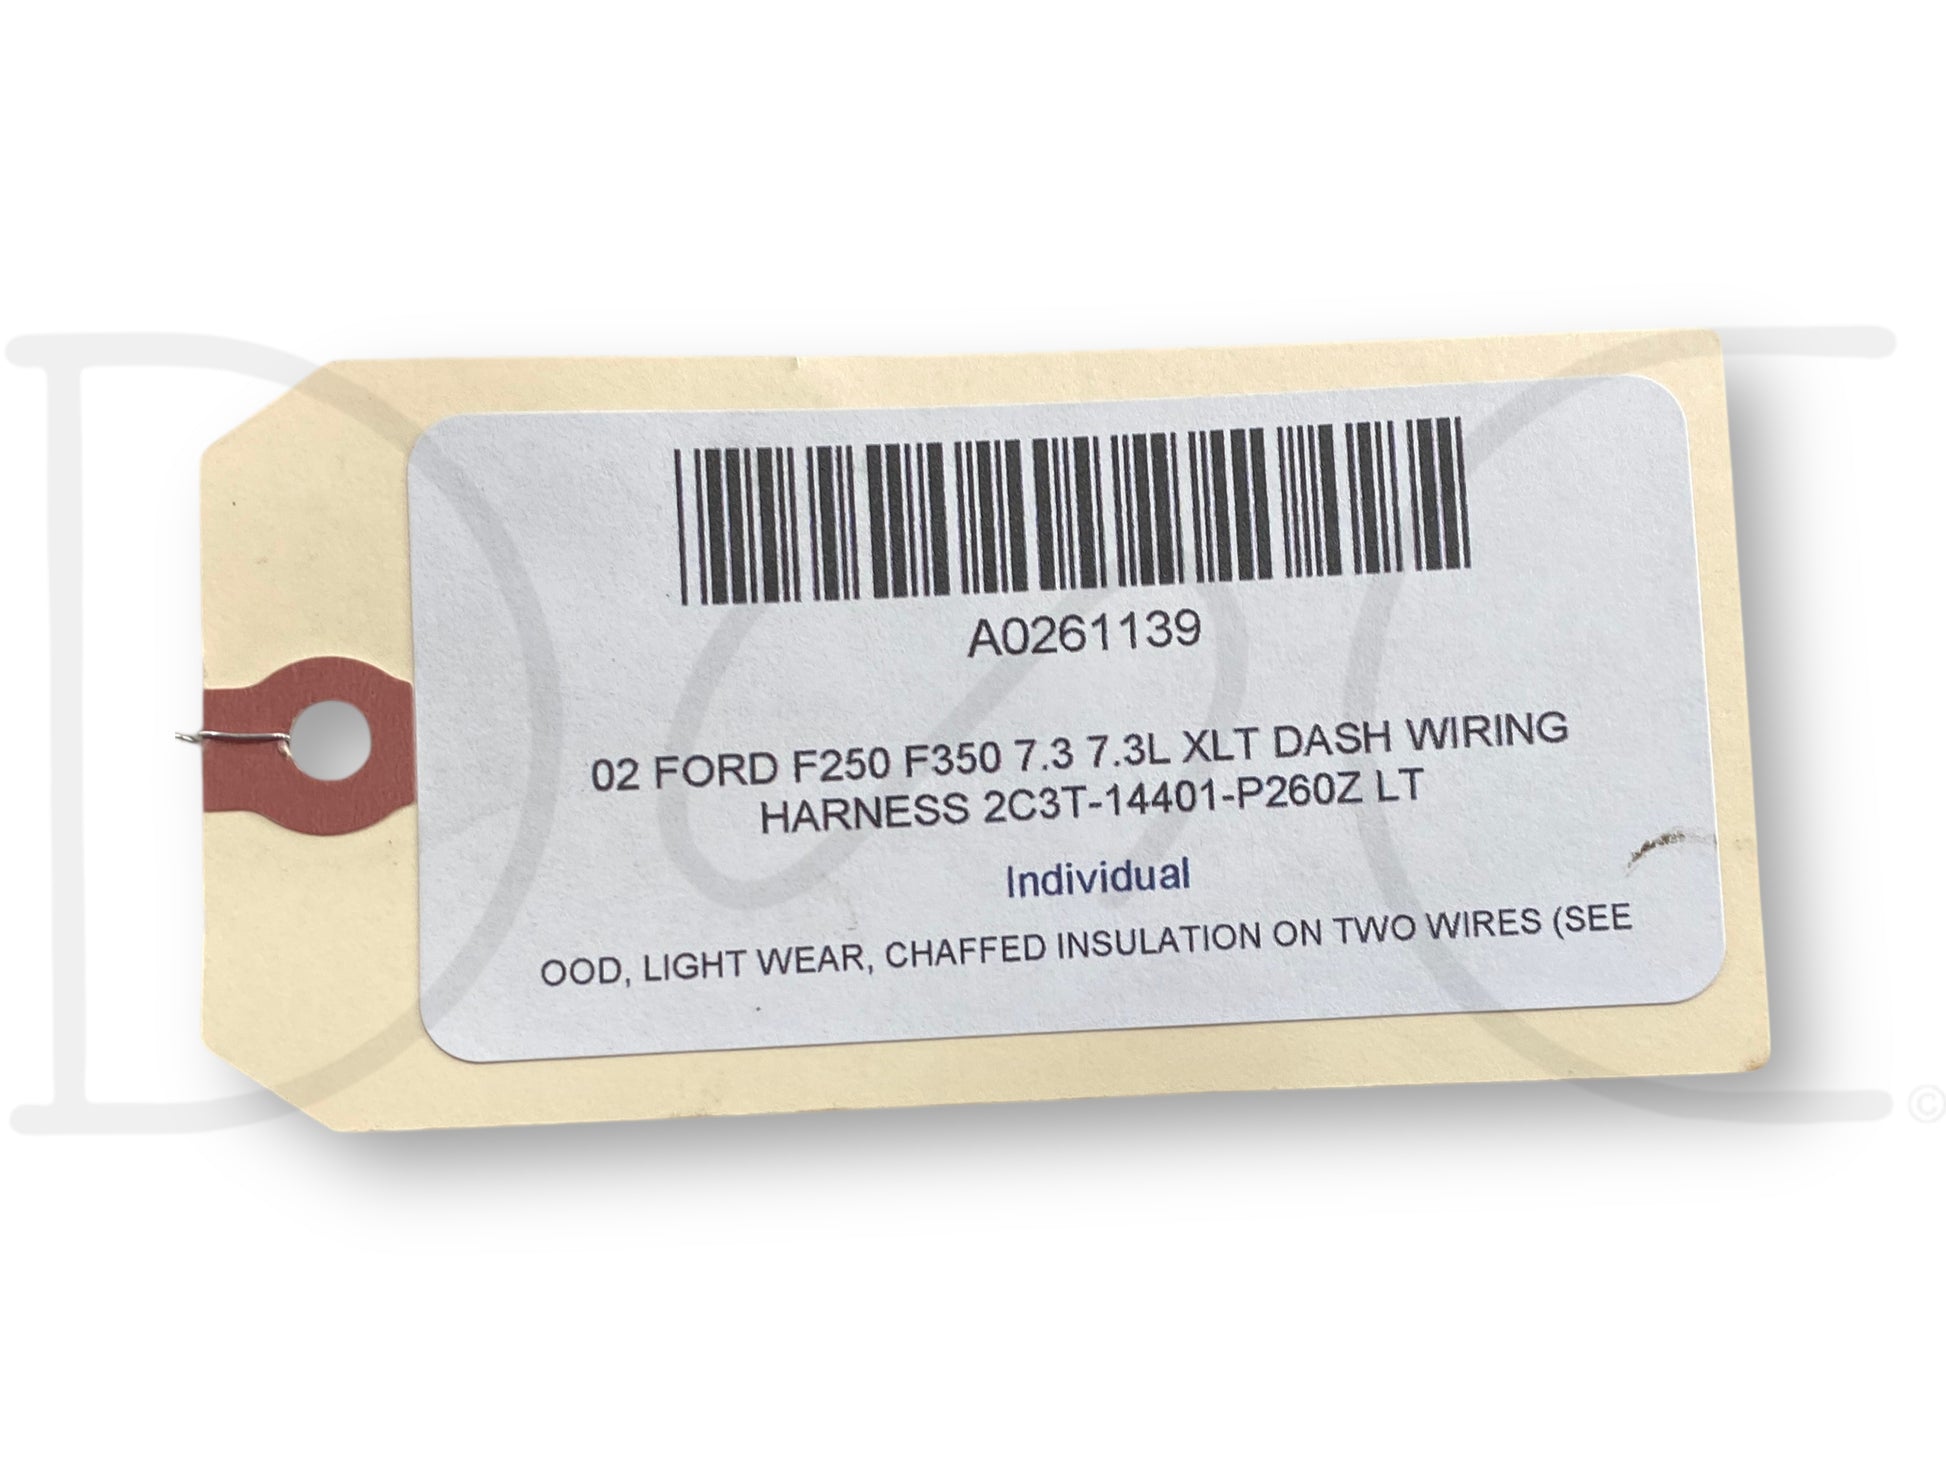 A0261139
02 FORD F250 F350 7.3 7.3L XLT DASH WIRING
HARNESS 2C3T-14401-P260Z LT
Individual
OOD, LIGHT WEAR, CHAFFED INSULATION ON TWO WIRES (SEE
©